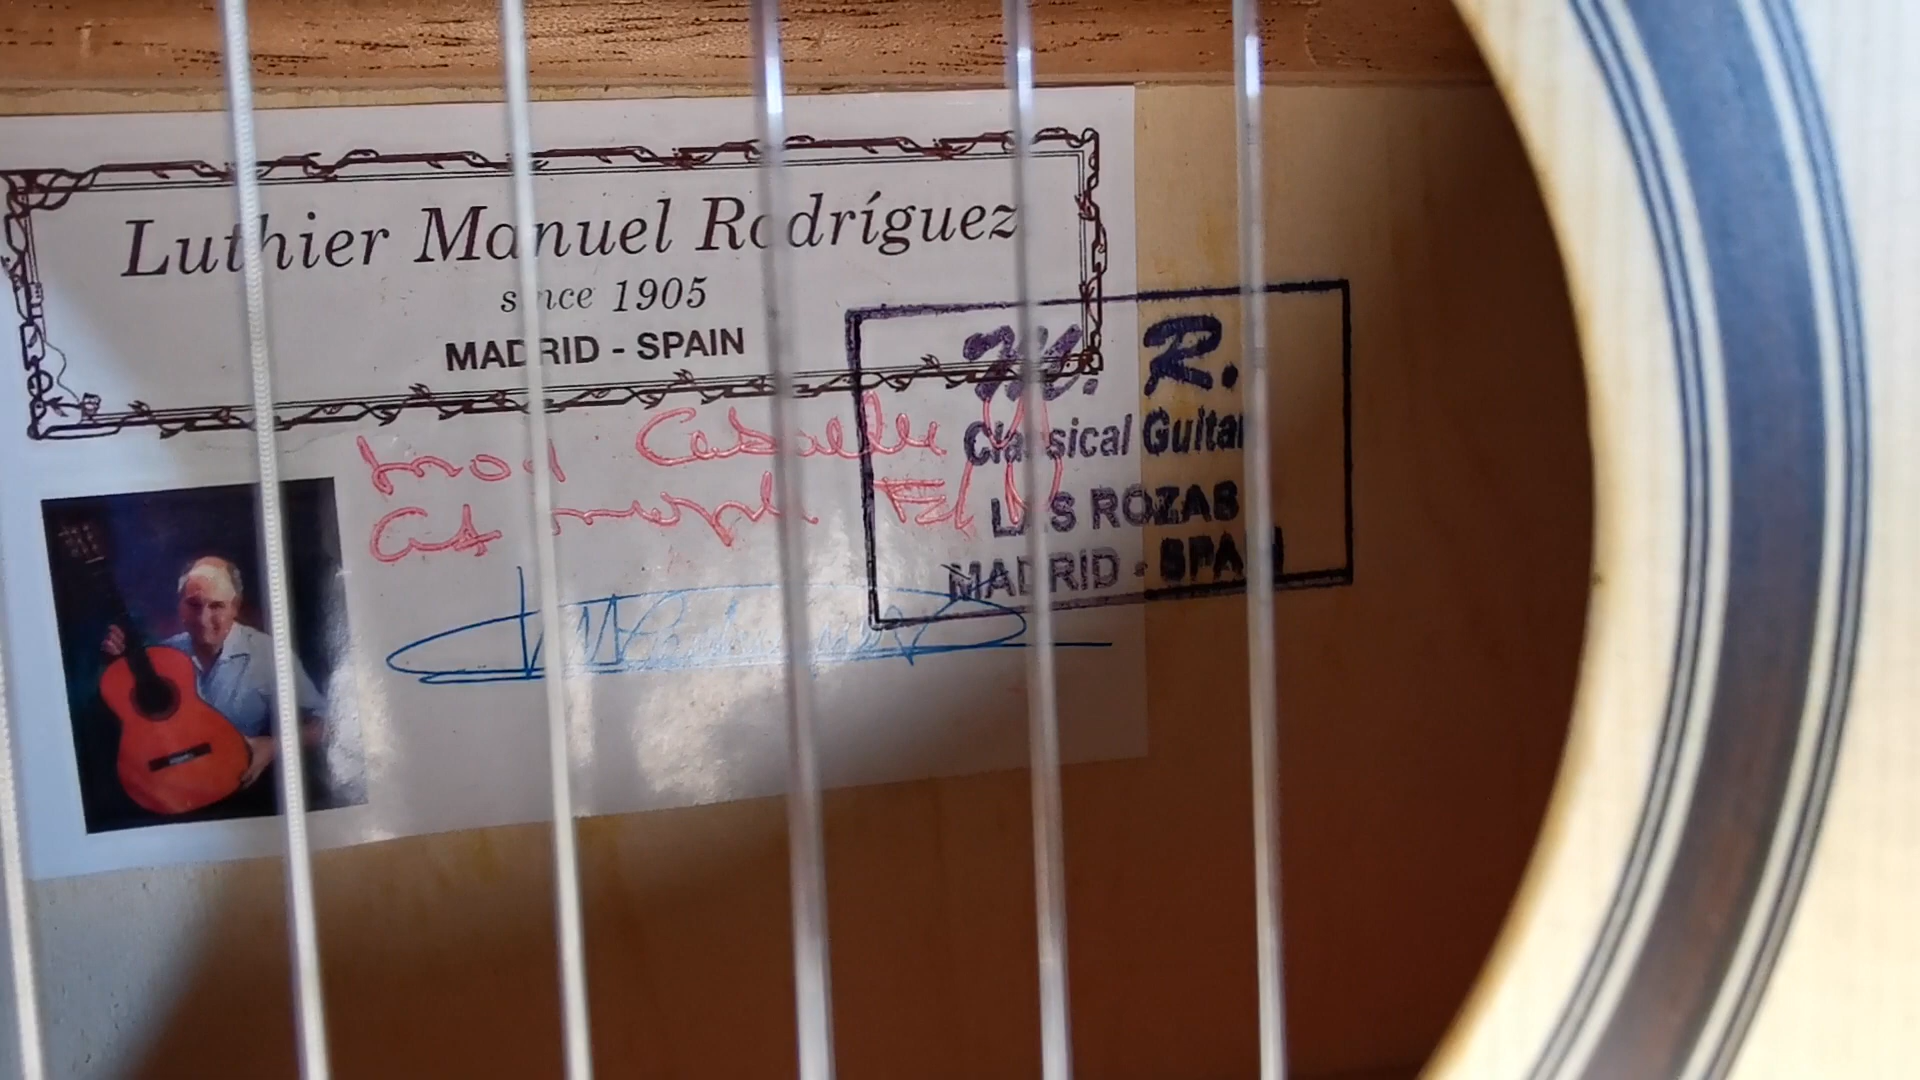 Luthier Manuel Rodríguez
since 1905
MADRID - SPAIN
M. R.
Classical Guitar
LAS ROZAS
MADRID - SPAIN